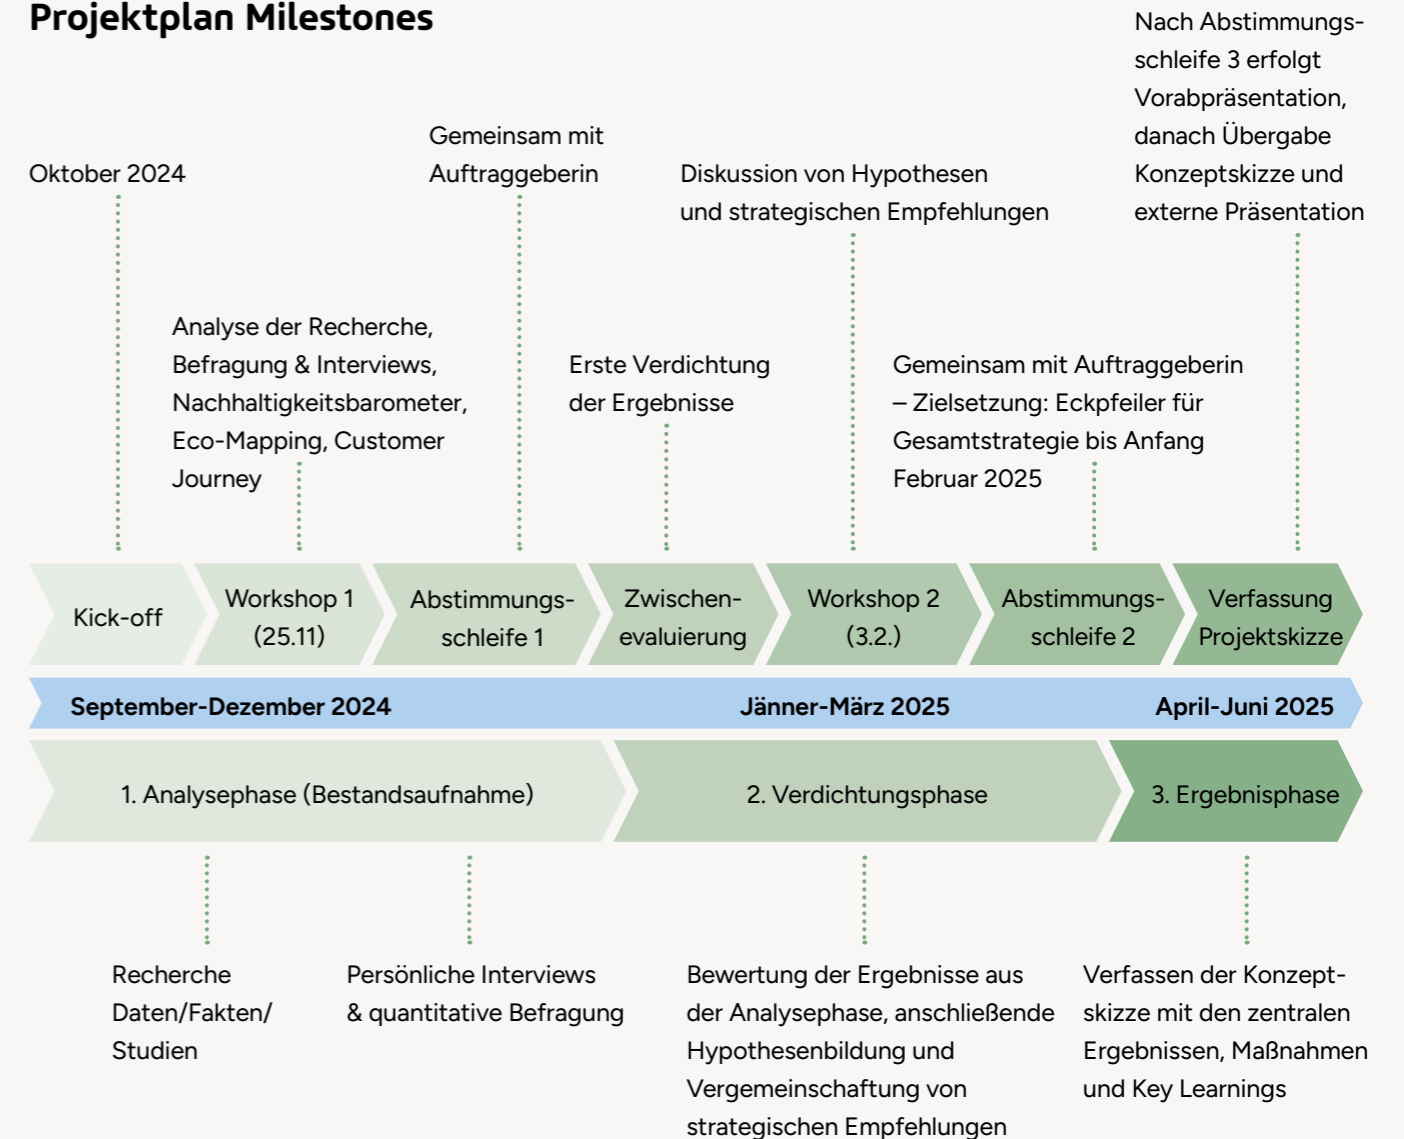 Projektplan Milestones
Nach Abstimmungs-
schleife 3 erfolgt
Vorabpräsentation,
danach Übergabe
Konzeptskizze und
externe Präsentation
Oktober 2024
Gemeinsam mit
Auftraggeberin
Diskussion von Hypothesen
und strategischen Empfehlungen
Analyse der Recherche,
Befragung & Interviews,
Nachhaltigkeitsbarometer,
Eco-Mapping, Customer
Journey
Erste Verdichtung
der Ergebnisse
Gemeinsam mit Auftraggeberin
– Zielsetzung: Eckpfeiler für
Gesamtstrategie bis Anfang
Februar 2025
Kick-off
Workshop 1
(25.11)
Abstimmungs-
schleife 1
Zwischen-
evaluierung
Workshop 2
(3.2.)
Abstimmungs-
schleife 2
Verfassung
Projektskizze
September-Dezember 2024
Jänner-März 2025
April-Juni 2025
1. Analysephase (Bestandsaufnahme)
2. Verdichtungsphase
3. Ergebnisphase
Recherche
Daten/Fakten/
Studien
Persönliche Interviews
& quantitative Befragung
Bewertung der Ergebnisse aus
der Analysephase, anschließende
Hypothesenbildung und
Vergemeinschaftung von
strategischen Empfehlungen
Verfassen der Konzept-
skizze mit den zentralen
Ergebnissen, Maßnahmen
und Key Learnings